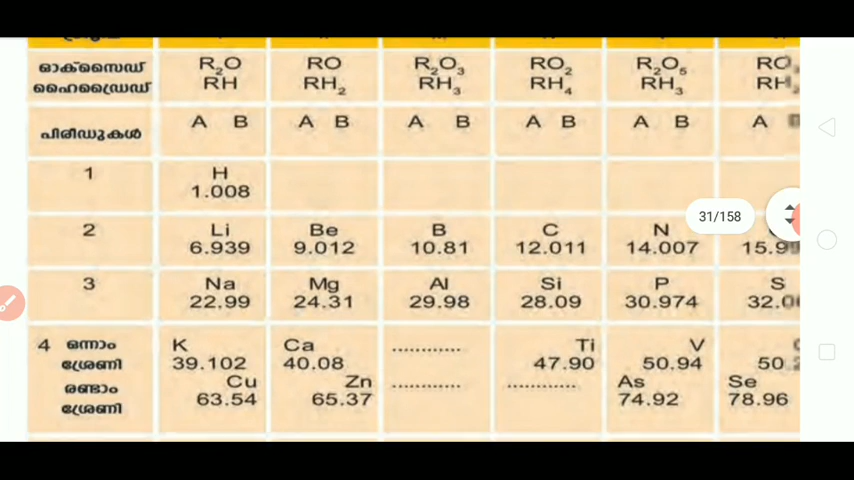 ഓക്സൈഡ് R₂O RO R₂O₃ RO₂ R₂O₅
ഹൈഡ്രൈഡ് RH RH₂ RH₃ RH₄ RH₃
പിരീഡുകൾ A B A B A B A B A B A
1 H
1.008
31/158
2 Li Be B C N
6.939 9.012 10.81 12.011 14.007
3 Na Mg Al Si P S
22.99 24.31 29.98 28.09 30.974
4 ഒന്നാം K Ca .............. Ti V
ശ്രേണി 39.102 40.08 47.90 50.94
രണ്ടാം Cu Zn .............. .............. As Se
ശ്രേണി 63.54 65.37 74.92 78.96